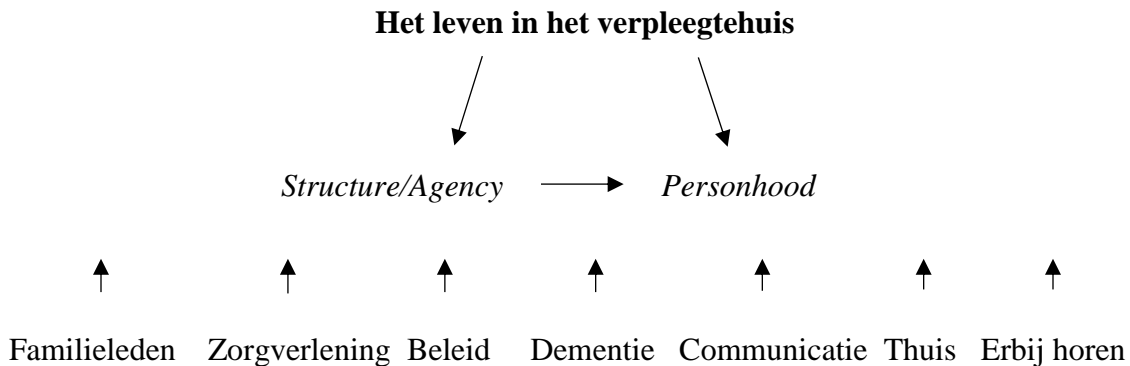 Het leven in het verpleegtehuis
Structure/Agency Personhood
Familieleden Zorgverlening Beleid Dementie Communicatie Thuis Erbij horen